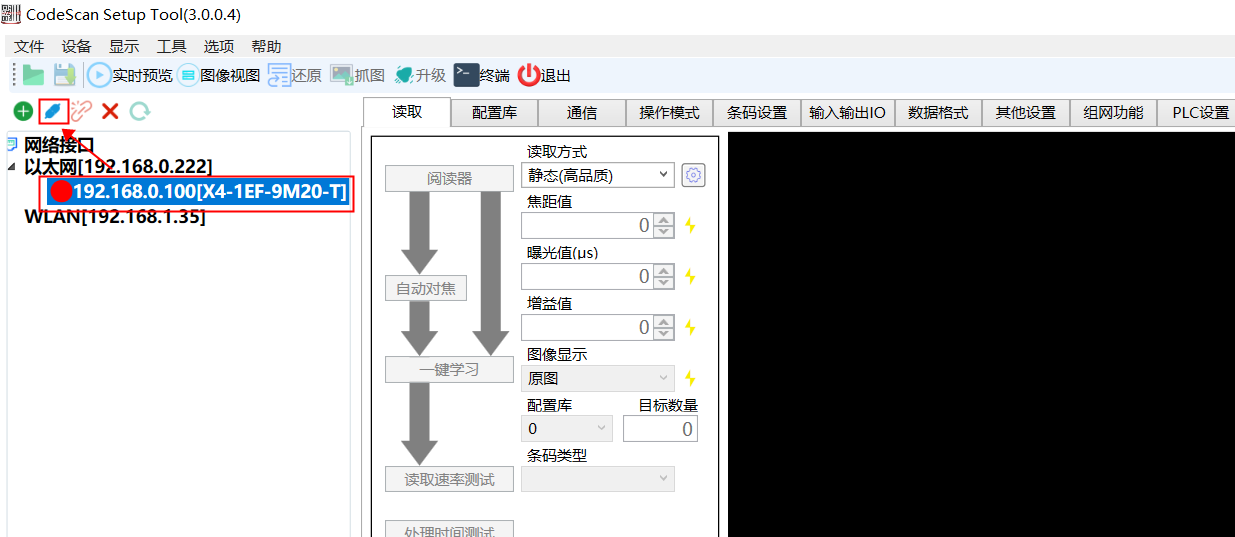 CodeScan Setup Tool(3.0.0.4)
文件 设备 显示 工具 选项 帮助
实时预览 图像视图 还原 抓图 升级 终端 退出
读取 配置库 通信 操作模式 条码设置 输入输出IO 数据格式 其他设置 组网功能 PLC设置
网络接口
以太网[192.168.0.222]
192.168.0.100[X4-1EF-9M20-T]
WLAN[192.168.1.35]
阅读器
自动对焦
一键学习
读取速率测试
处理时间测试
读取方式
静态(高品质)
焦距值
0
曝光值(μs)
0
增益值
0
图像显示
原图
配置库 目标数量
0 0
条码类型